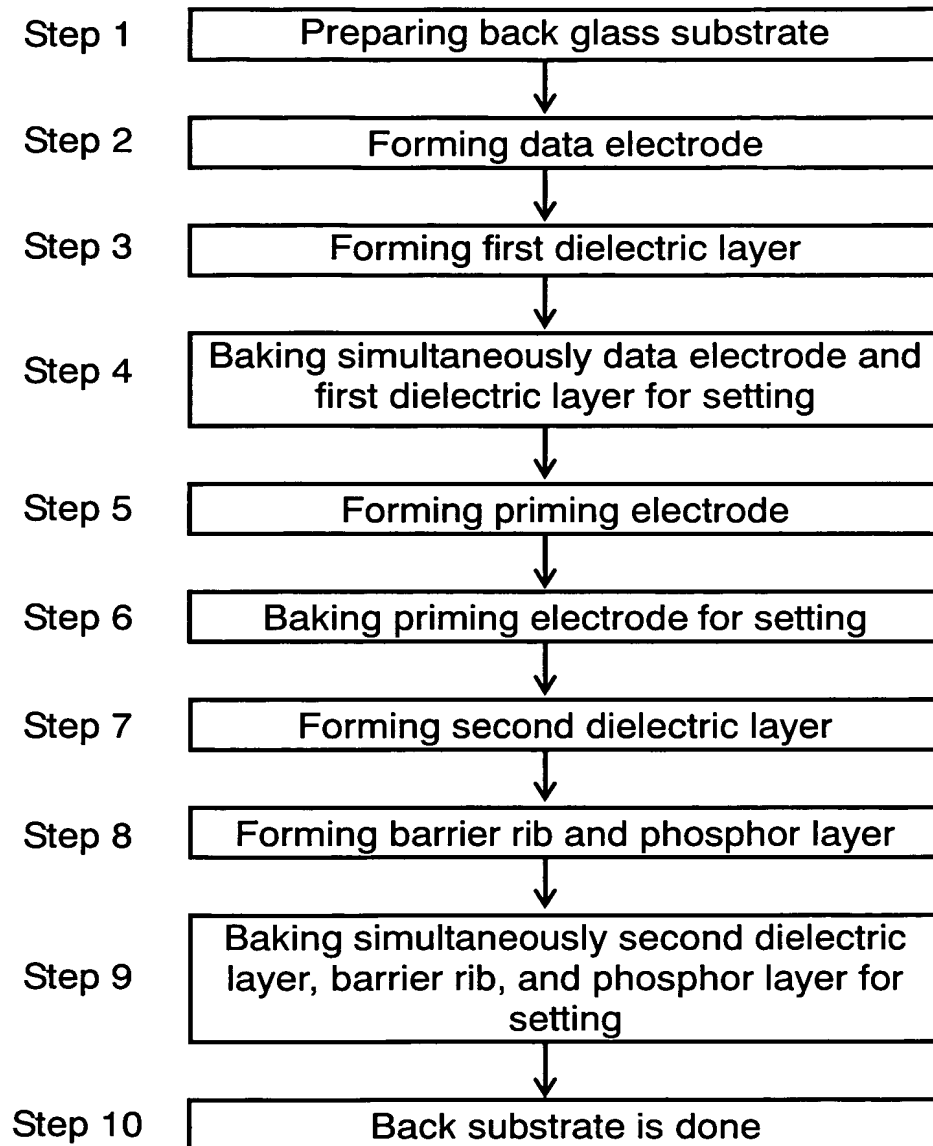 Step 1 Preparing back glass substrate
Step 2 Forming data electrode
Step 3 Forming first dielectric layer
Step 4 Baking simultaneously data electrode and
first dielectric layer for setting
Step 5 Forming priming electrode
Step 6 Baking priming electrode for setting
Step 7 Forming second dielectric layer
Step 8 Forming barrier rib and phosphor layer
Step 9 Baking simultaneously second dielectric
layer, barrier rib, and phosphor layer for
setting
Step 10 Back substrate is done